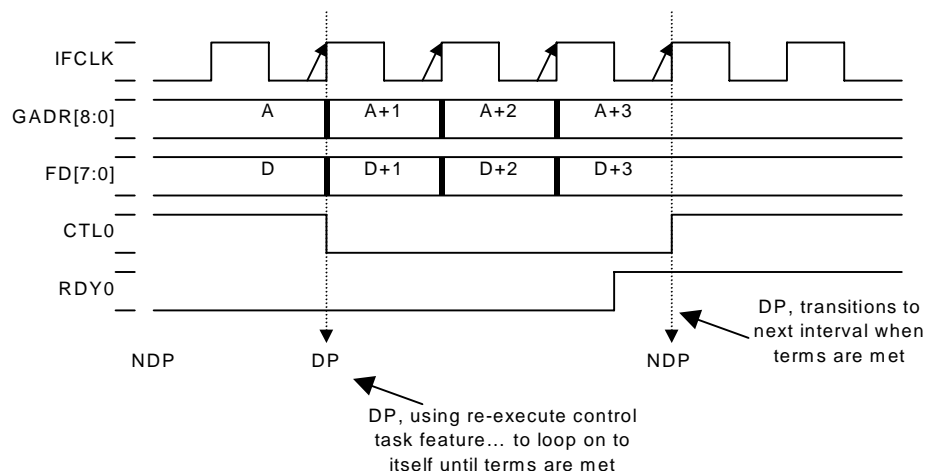 IFCLK
GADR[8:0] A A+1 A+2 A+3
FD[7:0] D D+1 D+2 D+3
CTL0
RDY0
NDP DP NDP
DP, transitions to
next interval when
terms are met
DP, using re-execute control
task feature... to loop on to
itself until terms are met